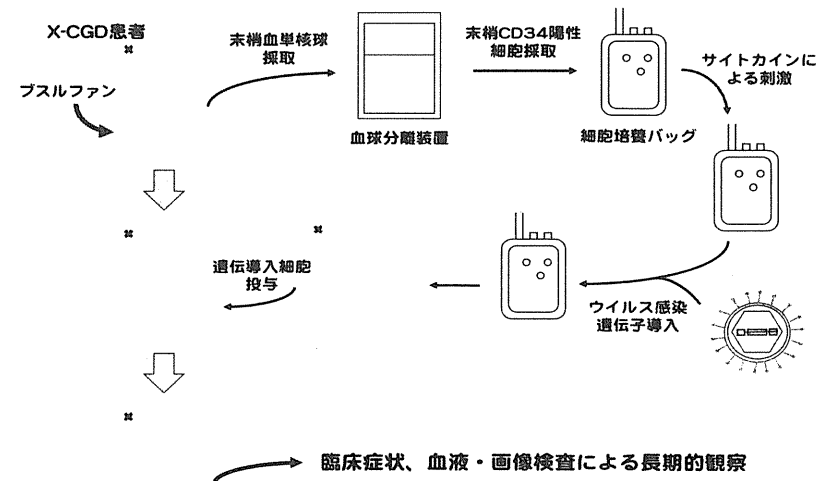 X-CGD患者
ブスルファン
末梢血単核球
採取
血球分離装置
末梢CD34陽性
細胞採取
細胞培養バッグ
サイトカインに
よる刺激
ウイルス感染
遺伝子導入
遺伝導入細胞
投与
臨床症状、血液・画像検査による長期的観察